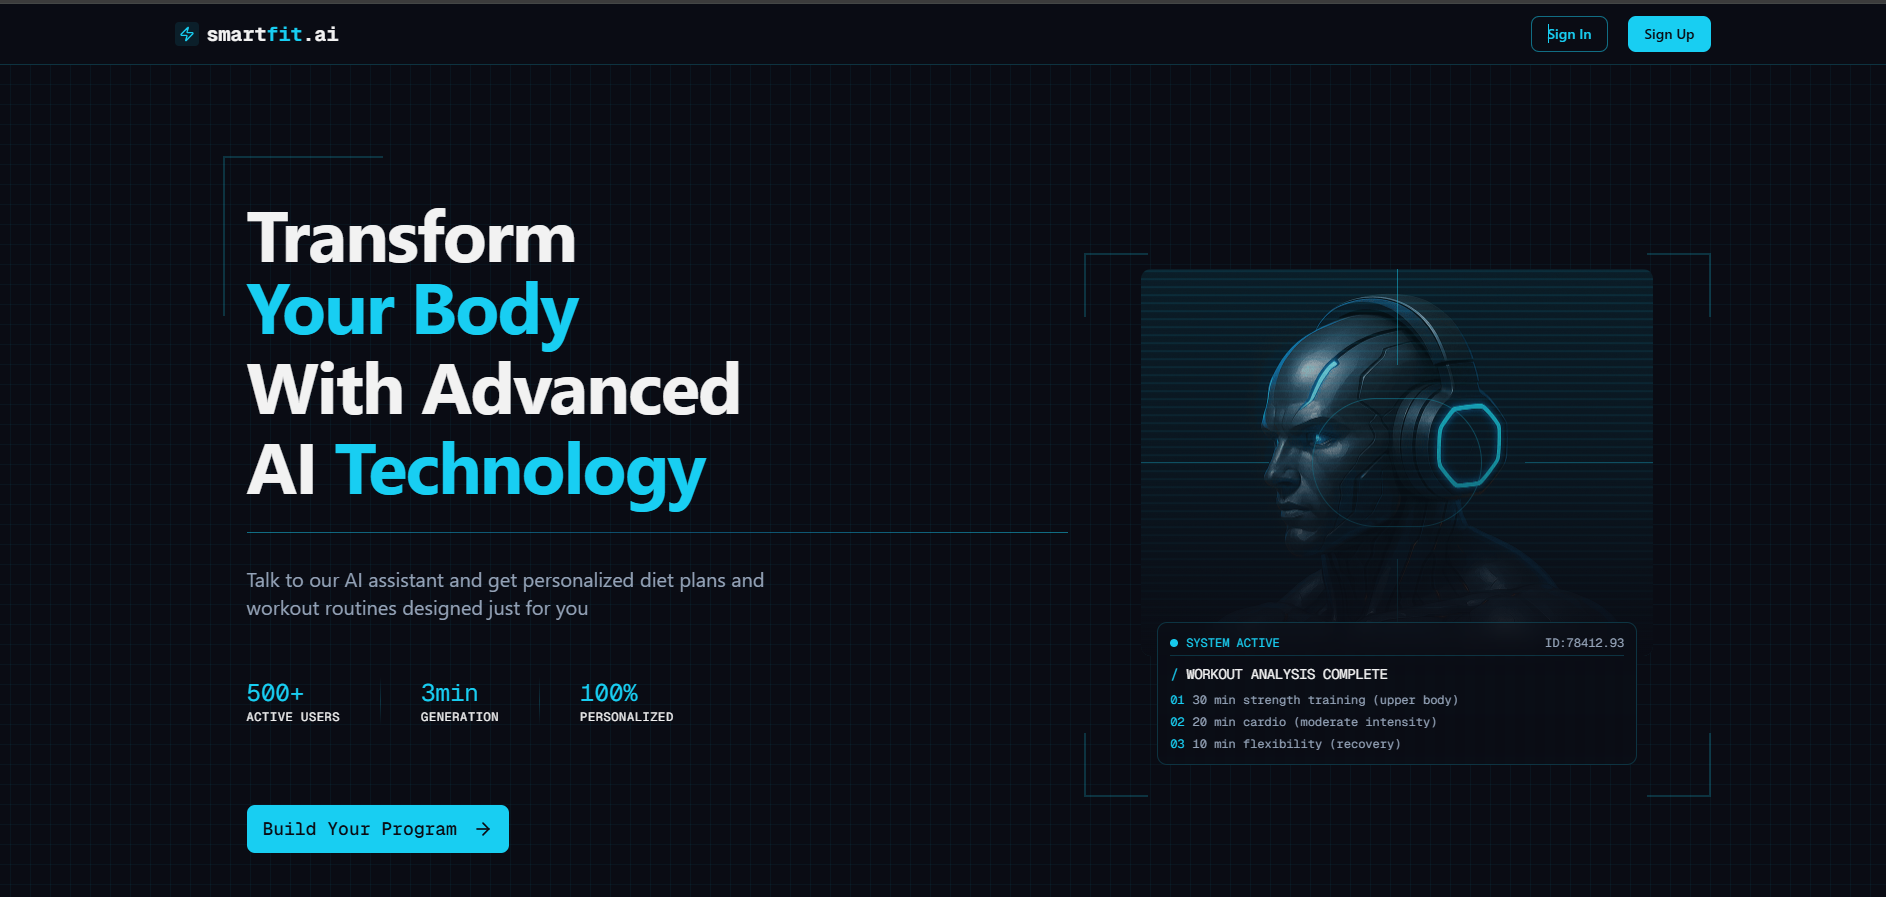 smartfit.ai
Sign In
Sign Up
Transform
Your Body
With Advanced
AI Technology
Talk to our AI assistant and get personalized diet plans and
workout routines designed just for you
500+
ACTIVE USERS
3min
GENERATION
100%
PERSONALIZED
Build Your Program
SYSTEM ACTIVE
ID:78412.93
/ WORKOUT ANALYSIS COMPLETE
01 30 min strength training (upper body)
02 20 min cardio (moderate intensity)
03 10 min flexibility (recovery)